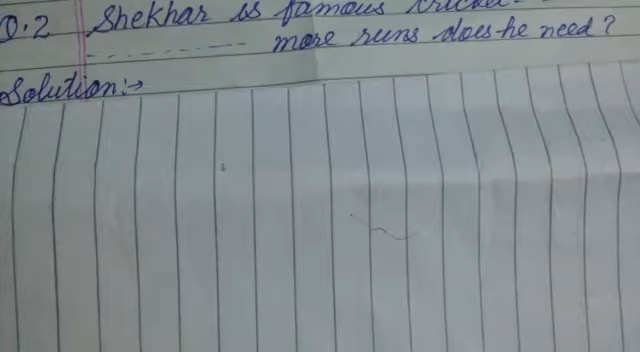 Q.2 Shekhar is famous
------------ more runs does he need?
Solution:→